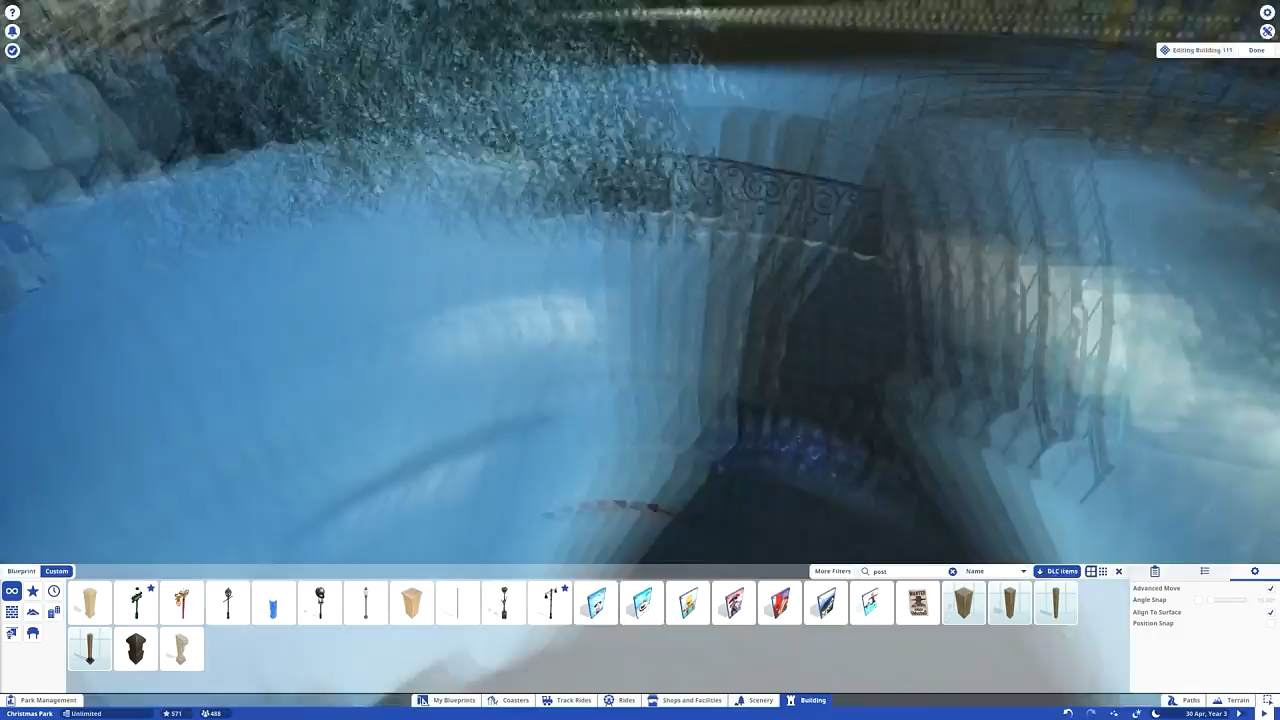 Editing Building 111 Done
Blueprint Custom More Filters post Name DLC Items
WANTED
Advanced Move
Angle Snap
Align To Surface
Position Snap
Park Management My Blueprints Coasters Track Rides Rides Shops and Facilities Scenery Building Paths Terrain
Christmas Park Unlimited 571 488 30 Apr, Year 3